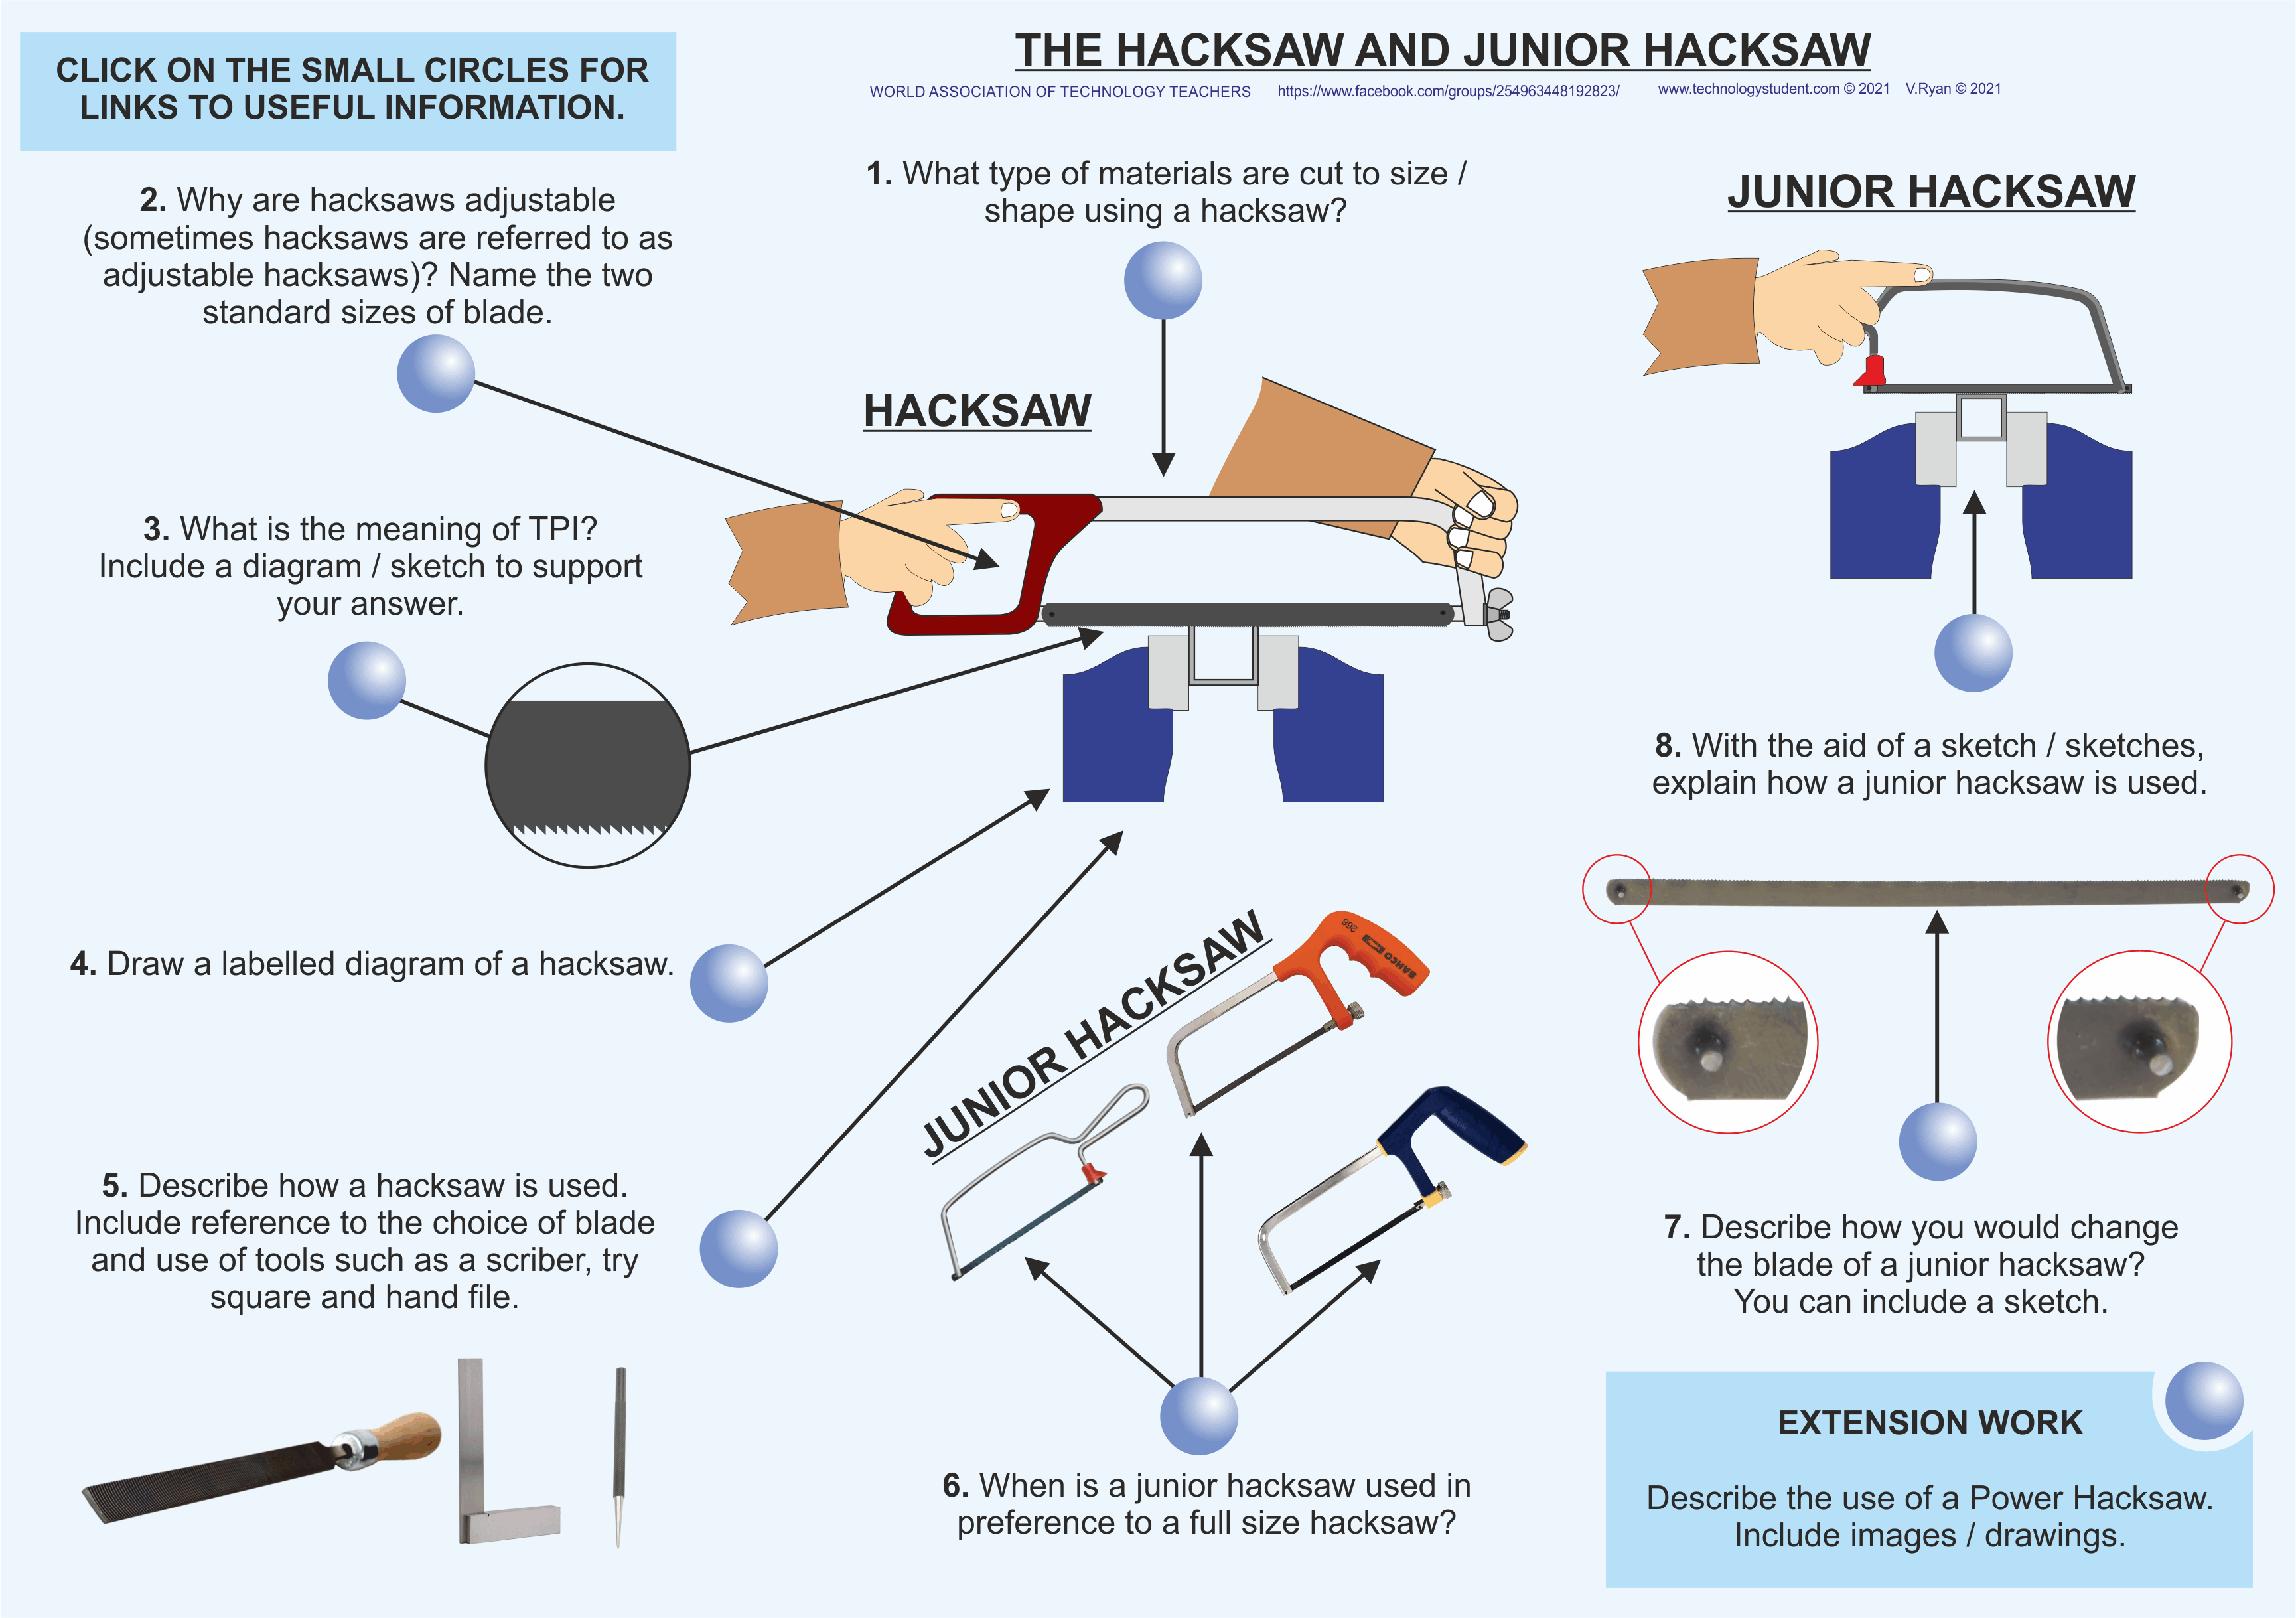 CLICK ON THE SMALL CIRCLES FOR
LINKS TO USEFUL INFORMATION.
THE HACKSAW AND JUNIOR HACKSAW
WORLD ASSOCIATION OF TECHNOLOGY TEACHERS https://www.facebook.com/groups/254963448192823/ www.technologystudent.com © 2021 V.Ryan © 2021
1. What type of materials are cut to size /
shape using a hacksaw?
2. Why are hacksaws adjustable
(sometimes hacksaws are referred to as
adjustable hacksaws)? Name the two
standard sizes of blade.
JUNIOR HACKSAW
HACKSAW
3. What is the meaning of TPI?
Include a diagram / sketch to support
your answer.
8. With the aid of a sketch / sketches,
explain how a junior hacksaw is used.
4. Draw a labelled diagram of a hacksaw.
JUNIOR HACKSAW
268
BAHCO
5. Describe how a hacksaw is used.
Include reference to the choice of blade
and use of tools such as a scriber, try
square and hand file.
7. Describe how you would change
the blade of a junior hacksaw?
You can include a sketch.
6. When is a junior hacksaw used in
preference to a full size hacksaw?
EXTENSION WORK
Describe the use of a Power Hacksaw.
Include images / drawings.